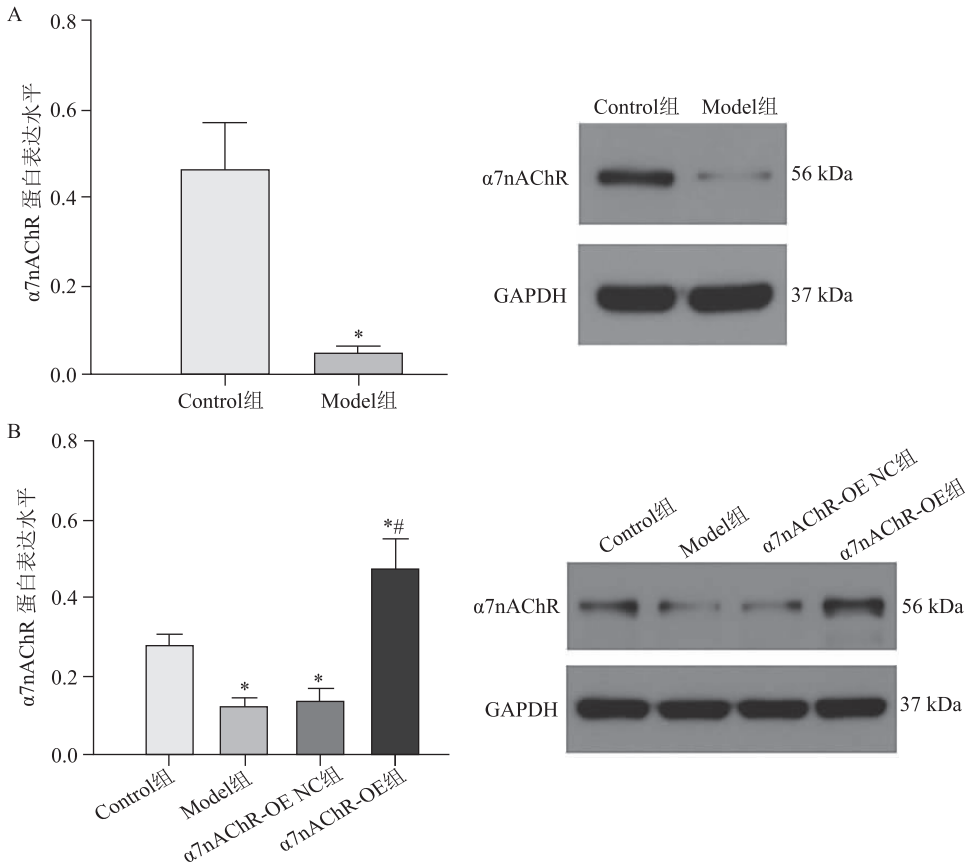 A
0.8
0.6
0.4
0.2
0.0
α7nAChR 蛋白表达水平
*
Control组
Model组
Control组
Model组
α7nAChR
56 kDa
GAPDH
37 kDa
B
0.8
0.6
0.4
0.2
0.0
α7nAChR 蛋白表达水平
*
*
*#
Control组
Model组
α7nAChR-OE NC组
α7nAChR-OE组
Control组
Model组
α7nAChR-OE NC组
α7nAChR-OE组
α7nAChR
56 kDa
GAPDH
37 kDa